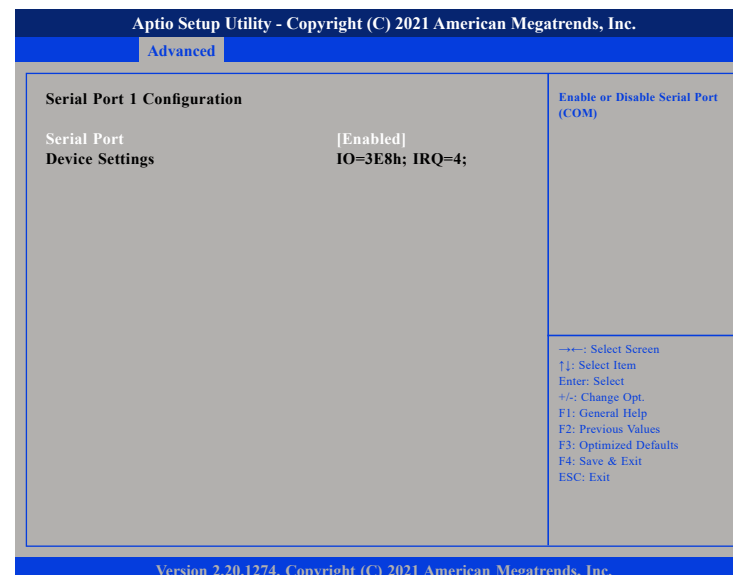 Aptio Setup Utility - Copyright (C) 2021 American Megatrends, Inc.
Advanced
Serial Port 1 Configuration
Serial Port [Enabled]
Device Settings IO=3E8h; IRQ=4;
Enable or Disable Serial Port
(COM)
→←: Select Screen
↑↓: Select Item
Enter: Select
+/-: Change Opt.
F1: General Help
F2: Previous Values
F3: Optimized Defaults
F4: Save & Exit
ESC: Exit
Version 2.20.1274. Copyright (C) 2021 American Megatrends, Inc.